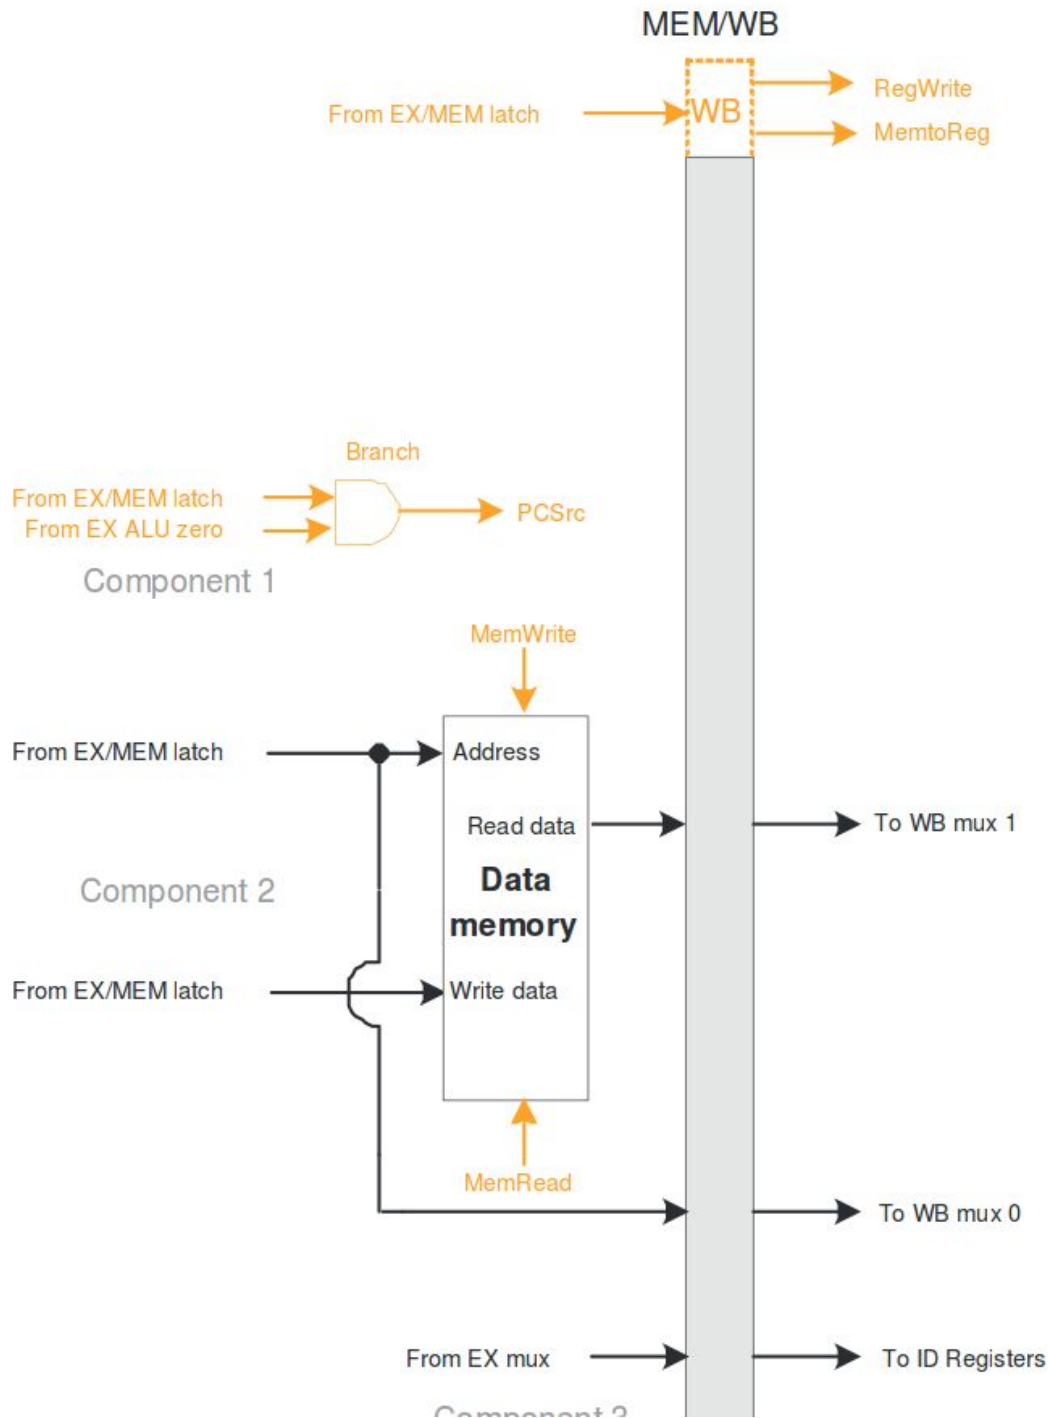 MEM/WB
From EX/MEM latch
WB
RegWrite
MemtoReg
Branch
From EX/MEM latch
From EX ALU zero
PCSrc
Component 1
MemWrite
From EX/MEM latch
Address
Read data
To WB mux 1
Data
memory
Component 2
From EX/MEM latch
Write data
MemRead
To WB mux 0
From EX mux
To ID Registers
Component 3